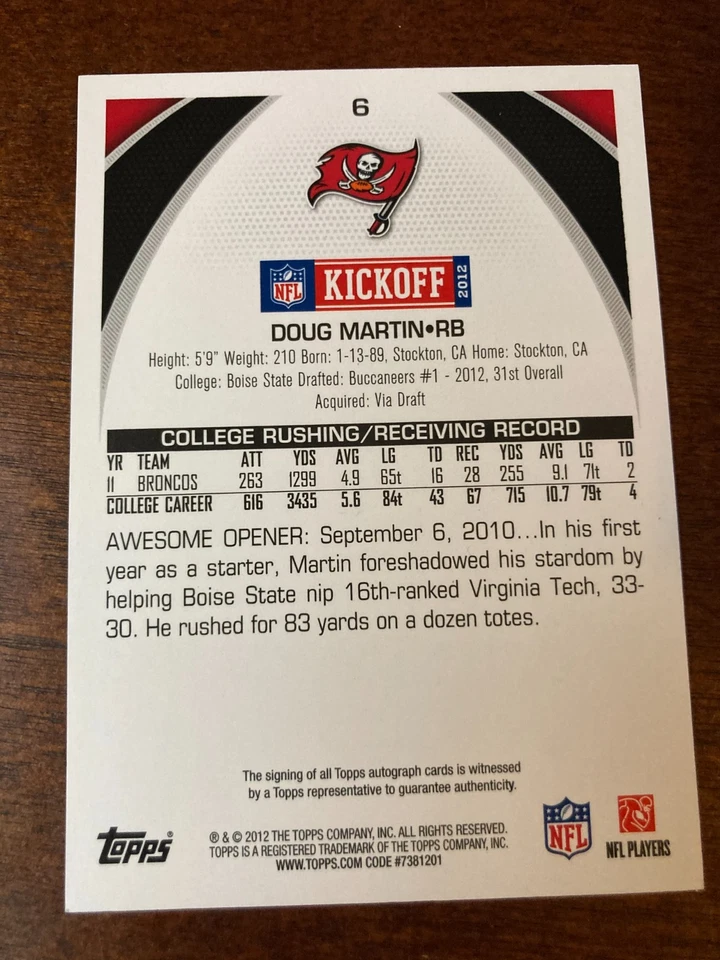 6
NFL KICKOFF 2012
DOUG MARTIN•RB
Height: 5'9" Weight: 210 Born: 1-13-89, Stockton, CA Home: Stockton, CA
College: Boise State Drafted: Buccaneers #1 - 2012, 31st Overall
Acquired: Via Draft
COLLEGE RUSHING/RECEIVING RECORD
YR TEAM ATT YDS AVG LG TD REC YDS AVG LG TD
11 BRONCOS 263 1299 4.9 65t 16 28 255 9.1 71t 2
COLLEGE CAREER 616 3435 5.6 84t 43 67 715 10.7 79t 4
AWESOME OPENER: September 6, 2010...In his first
year as a starter, Martin foreshadowed his stardom by
helping Boise State nip 16th-ranked Virginia Tech, 33-
30. He rushed for 83 yards on a dozen totes.
The signing of all Topps autograph cards is witnessed
by a Topps representative to guarantee authenticity.
Topps®
® & © 2012 THE TOPPS COMPANY, INC. ALL RIGHTS RESERVED.
TOPPS IS A REGISTERED TRADEMARK OF THE TOPPS COMPANY, INC.
WWW.TOPPS.COM CODE #7381201
NFL
NFL PLAYERS